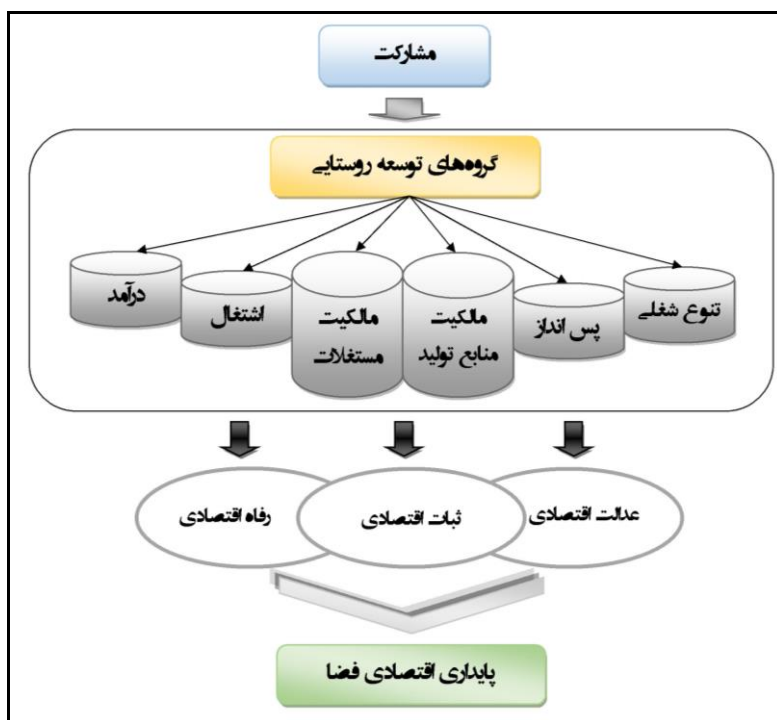 مشارکت
گروه‌های توسعه روستایی
تنوع شغلی
پس انداز
مالکیت
منابع تولید
مالکیت
مستغلات
اشتغال
درآمد
عدالت اقتصادی
ثبات اقتصادی
رفاه اقتصادی
پایداری اقتصادی فضا